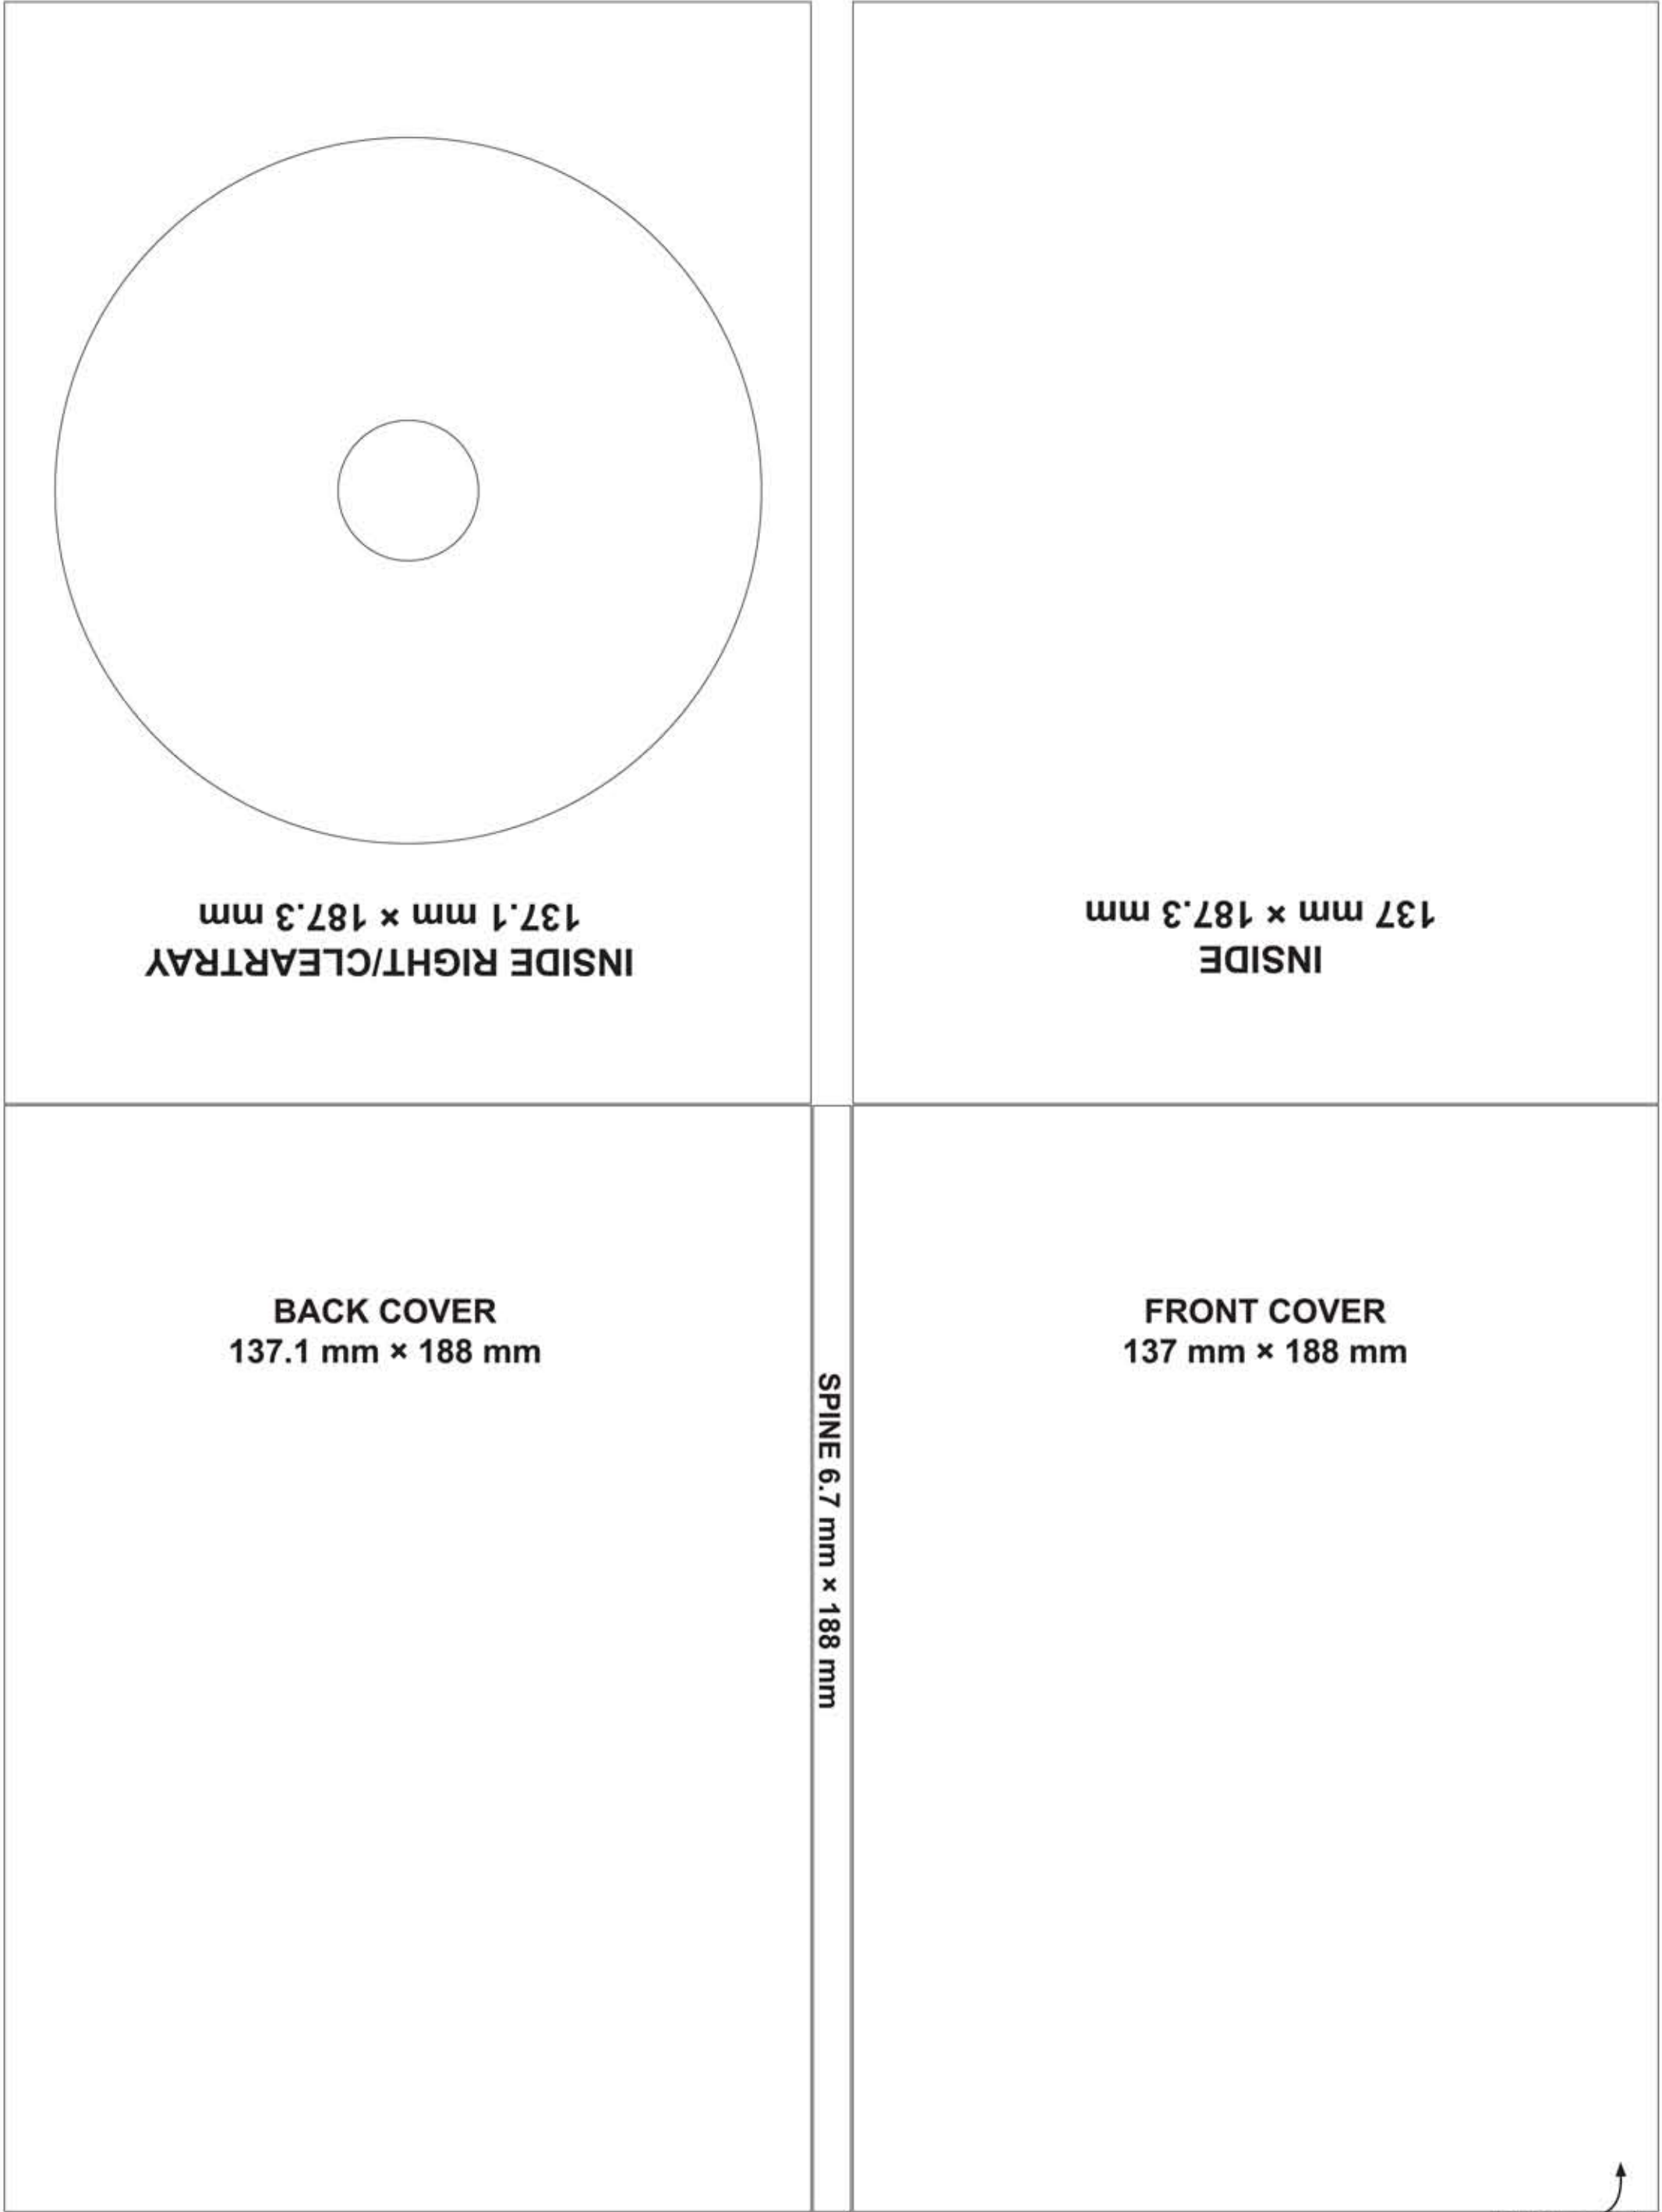 137.1 mm × 187.3 mm
INSIDE RIGHT/CLEARTRAY
137 mm × 187.3 mm
INSIDE
BACK COVER
137.1 mm × 188 mm
SPINE 6.7 mm × 188 mm
FRONT COVER
137 mm × 188 mm